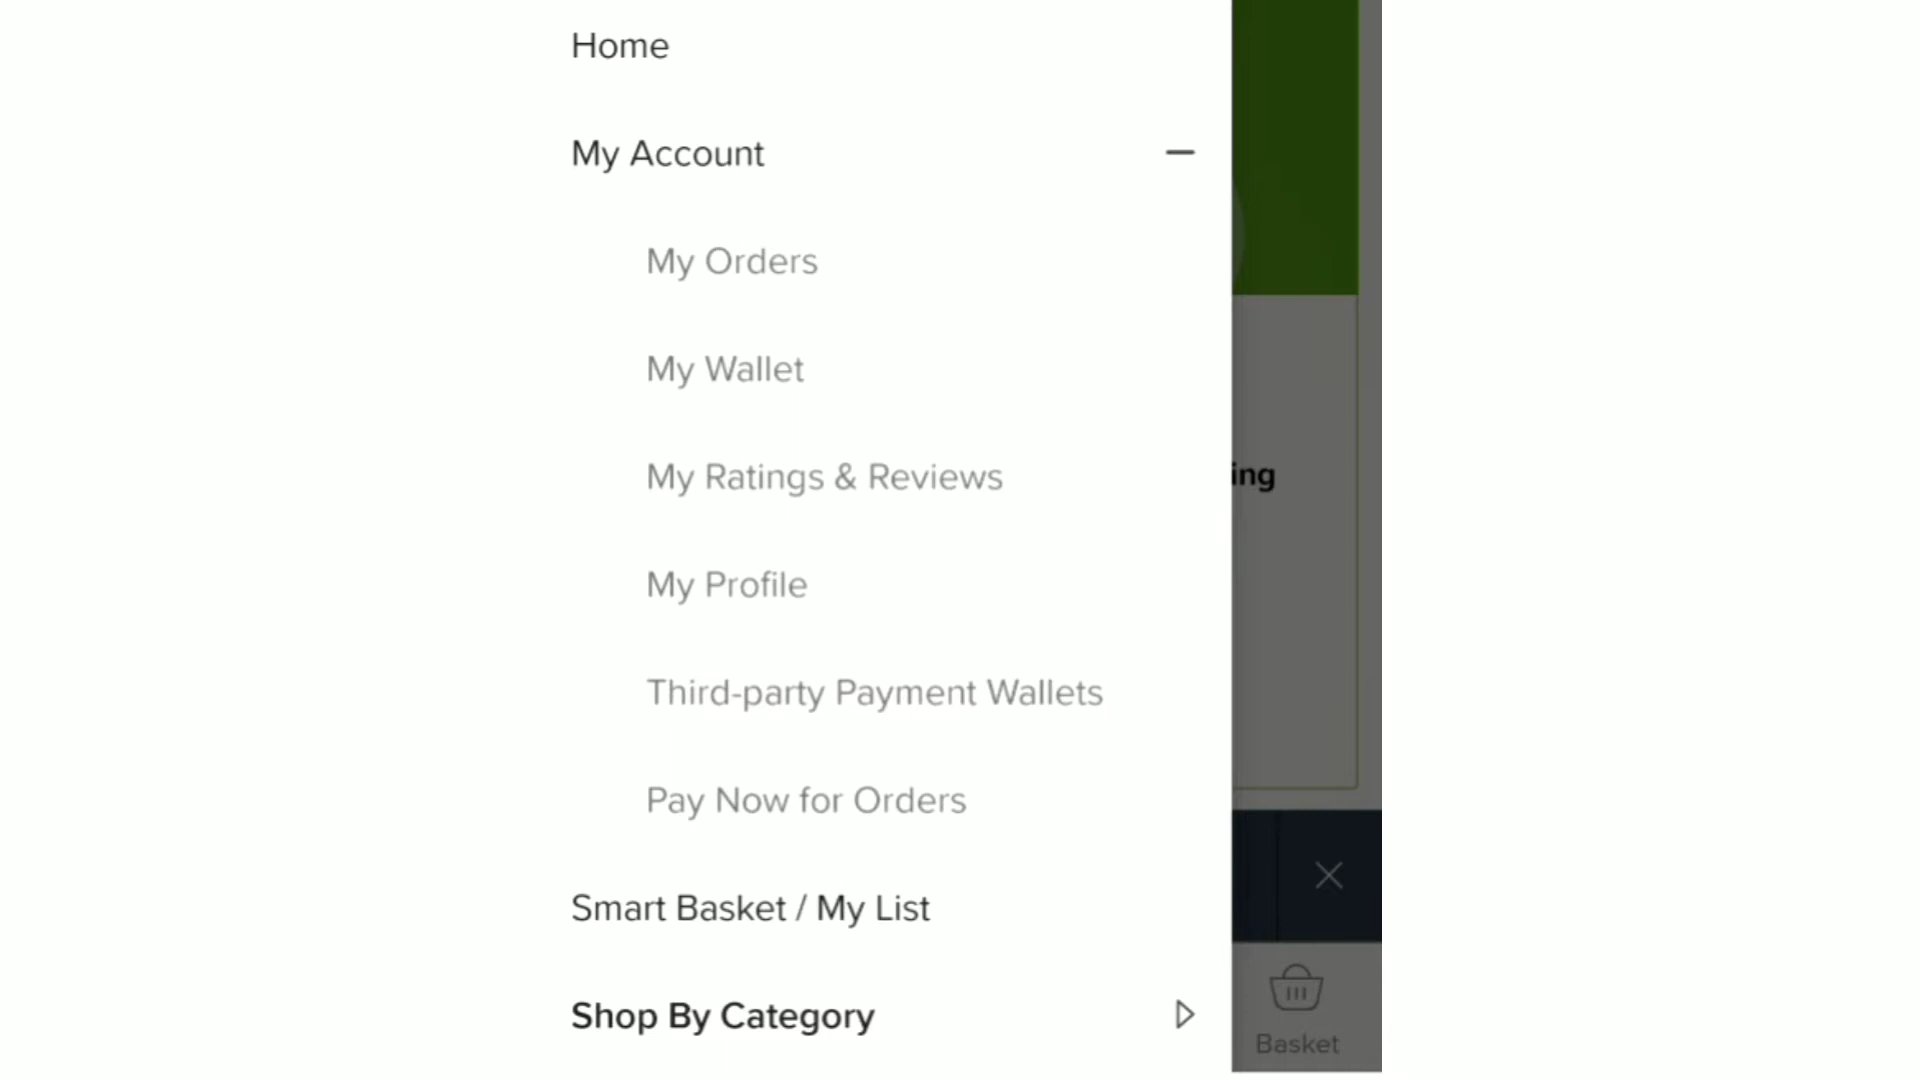 Home
My Account
My Orders
My Wallet
My Ratings & Reviews
ing
My Profile
Third-party Payment Wallets
Pay Now for Orders
Smart Basket / My List
Shop By Category
Basket